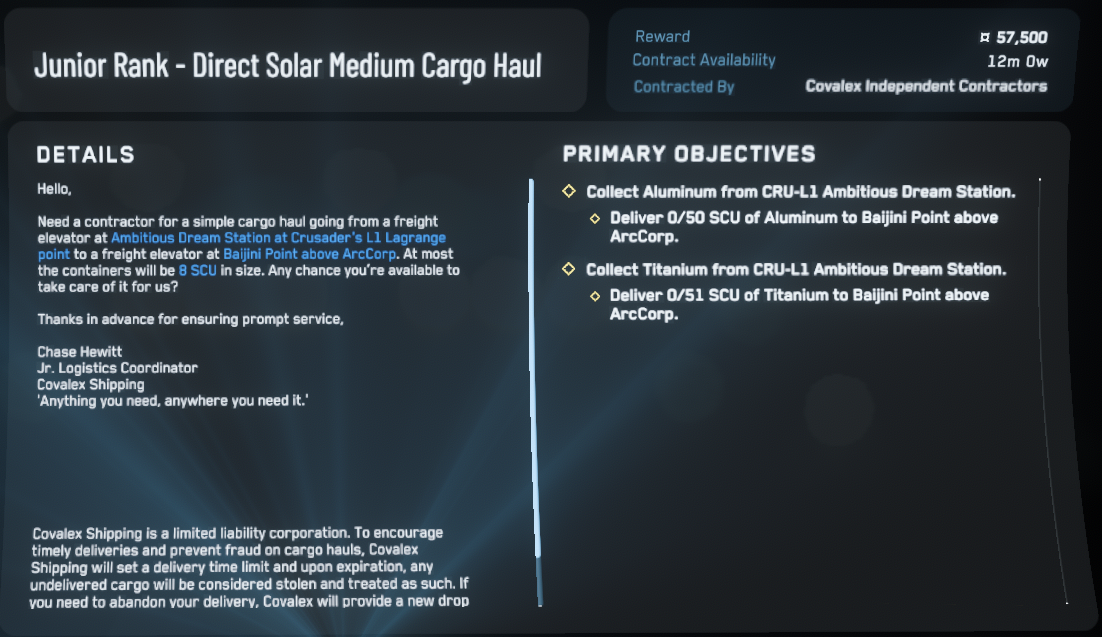 Junior Rank - Direct Solar Medium Cargo Haul
Reward ¤ 57,500
Contract Availability 12m 0w
Contracted By Covalex Independent Contractors
DETAILS
Hello,
Need a contractor for a simple cargo haul going from a freight
elevator at Ambitious Dream Station at Crusader's L1 Lagrange
point to a freight elevator at Baijini Point above ArcCorp. At most
the containers will be 8 SCU in size. Any chance you're available to
take care of it for us?
Thanks in advance for ensuring prompt service,
Chase Hewitt
Jr. Logistics Coordinator
Covalex Shipping
'Anything you need, anywhere you need it.'
Covalex Shipping is a limited liability corporation. To encourage
timely deliveries and prevent fraud on cargo hauls, Covalex
Shipping will set a delivery time limit and upon expiration, any
undelivered cargo will be considered stolen and treated as such. If
you need to abandon your delivery, Covalex will provide a new drop
PRIMARY OBJECTIVES
Collect Aluminum from CRU-L1 Ambitious Dream Station.
Deliver 0/50 SCU of Aluminum to Baijini Point above
ArcCorp.
Collect Titanium from CRU-L1 Ambitious Dream Station.
Deliver 0/51 SCU of Titanium to Baijini Point above
ArcCorp.